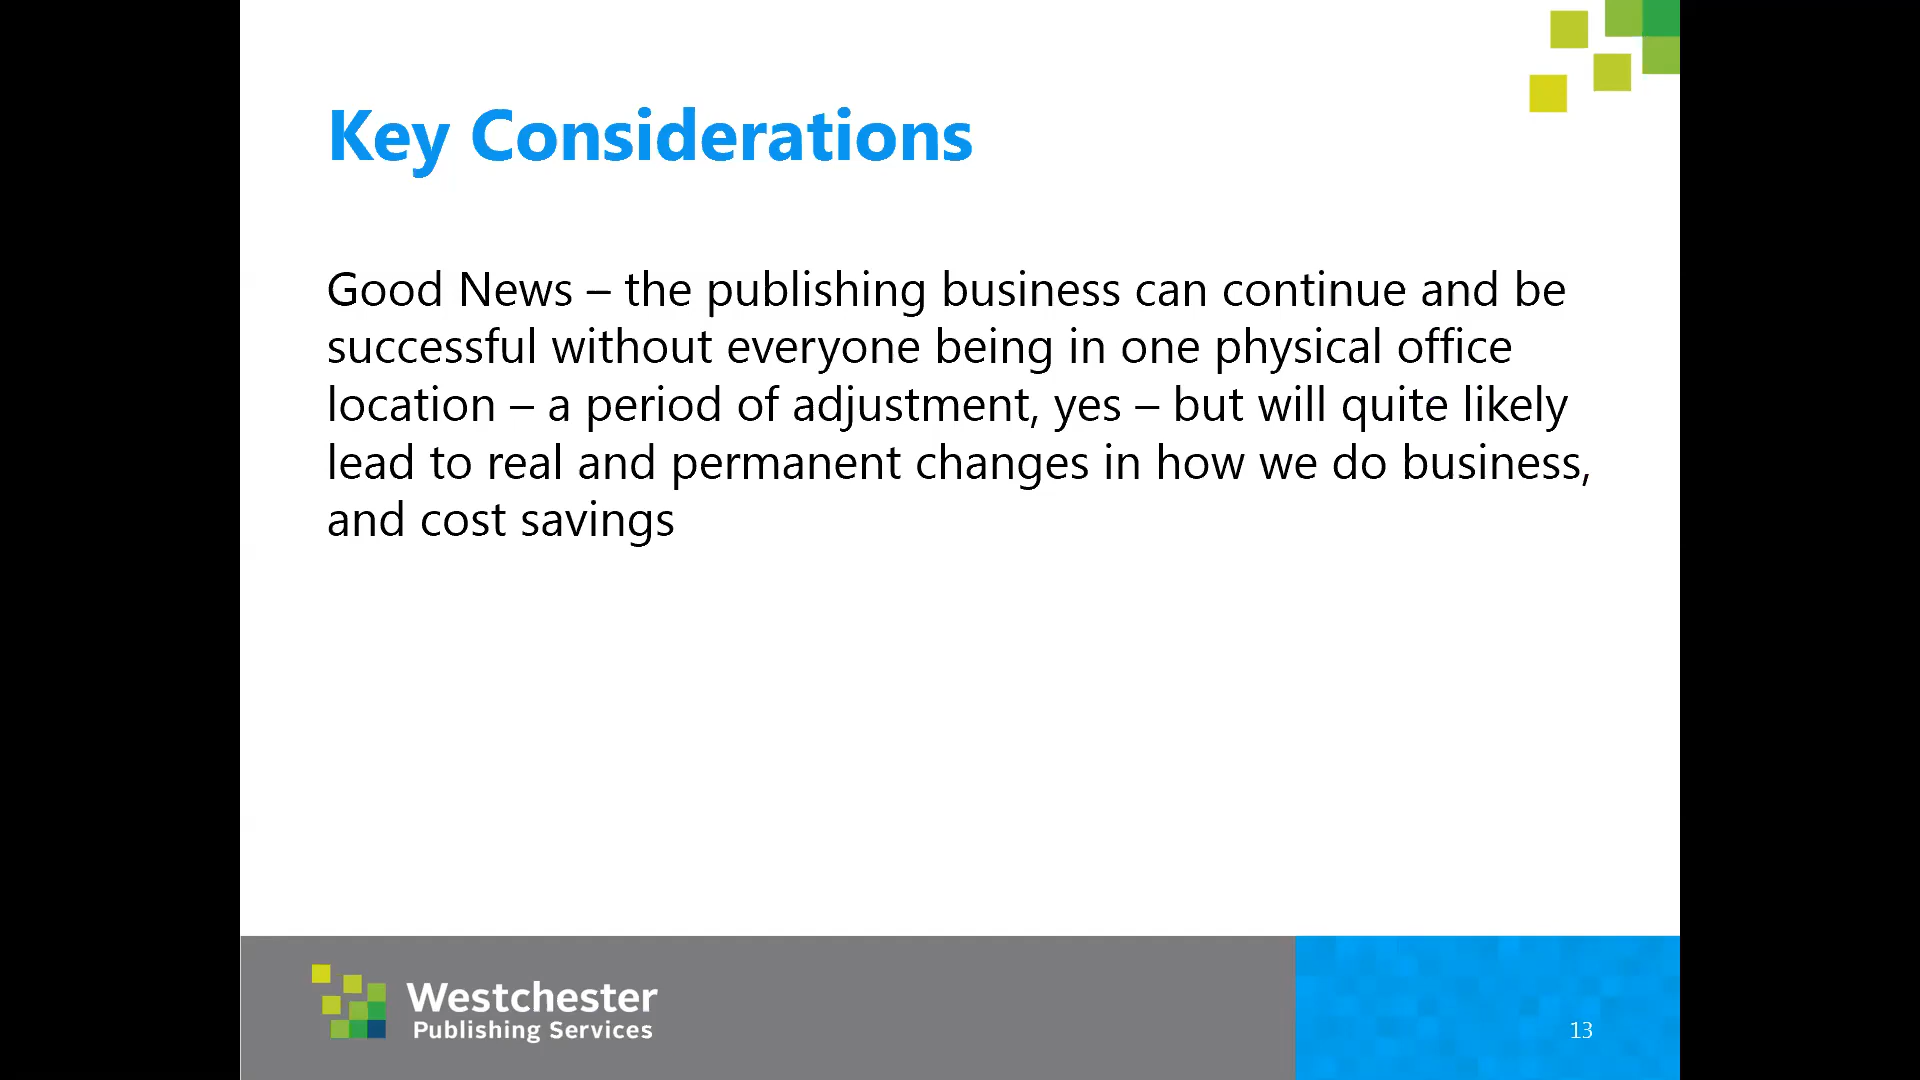 Key Considerations
Good News – the publishing business can continue and be
successful without everyone being in one physical office
location – a period of adjustment, yes – but will quite likely
lead to real and permanent changes in how we do business,
and cost savings
Westchester
Publishing Services
13